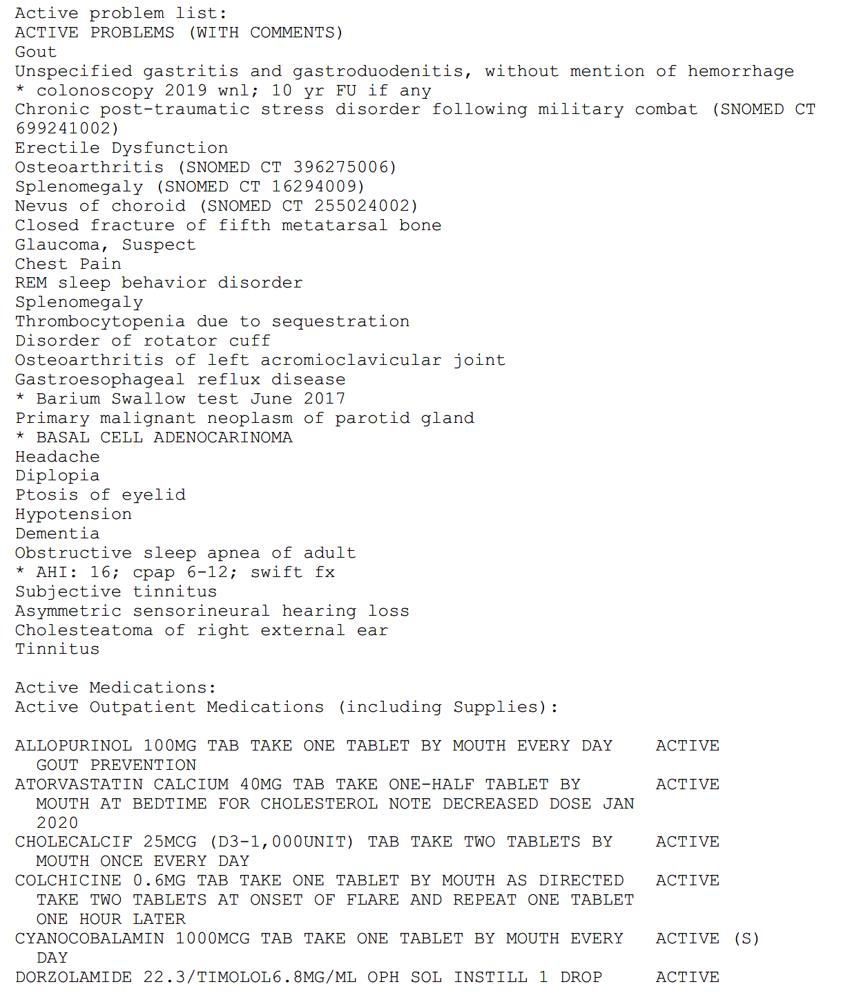 Active problem list:
ACTIVE PROBLEMS (WITH COMMENTS)
Gout
Unspecified gastritis and gastroduodenitis, without mention of hemorrhage
* colonoscopy 2019 wnl; 10 yr FU if any
Chronic post-traumatic stress disorder following military combat (SNOMED CT
699241002)
Erectile Dysfunction
Osteoarthritis (SNOMED CT 396275006)
Splenomegaly (SNOMED CT 16294009)
Nevus of choroid (SNOMED CT 255024002)
Closed fracture of fifth metatarsal bone
Glaucoma, Suspect
Chest Pain
REM sleep behavior disorder
Splenomegaly
Thrombocytopenia due to sequestration
Disorder of rotator cuff
Osteoarthritis of left acromioclavicular joint
Gastroesophageal reflux disease
* Barium Swallow test June 2017
Primary malignant neoplasm of parotid gland
* BASAL CELL ADENOCARINOMA
Headache
Diplopia
Ptosis of eyelid
Hypotension
Dementia
Obstructive sleep apnea of adult
* AHI: 16; cpap 6-12; swift fx
Subjective tinnitus
Asymmetric sensorineural hearing loss
Cholesteatoma of right external ear
Tinnitus

Active Medications:
Active Outpatient Medications (including Supplies):

ALLOPURINOL 100MG TAB TAKE ONE TABLET BY MOUTH EVERY DAY    ACTIVE
  GOUT PREVENTION
ATORVASTATIN CALCIUM 40MG TAB TAKE ONE-HALF TABLET BY       ACTIVE
  MOUTH AT BEDTIME FOR CHOLESTEROL NOTE DECREASED DOSE JAN
  2020
CHOLECALCIF 25MCG (D3-1,000UNIT) TAB TAKE TWO TABLETS BY    ACTIVE
  MOUTH ONCE EVERY DAY
COLCHICINE 0.6MG TAB TAKE ONE TABLET BY MOUTH AS DIRECTED   ACTIVE
  TAKE TWO TABLETS AT ONSET OF FLARE AND REPEAT ONE TABLET
  ONE HOUR LATER
CYANOCOBALAMIN 1000MCG TAB TAKE ONE TABLET BY MOUTH EVERY   ACTIVE (S)
  DAY
DORZOLAMIDE 22.3/TIMOLOL6.8MG/ML OPH SOL INSTILL 1 DROP     ACTIVE